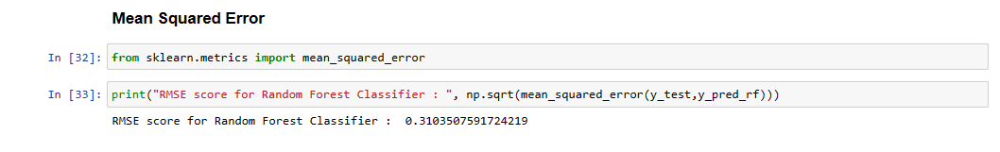 Mean Squared Error
In [32]: from sklearn.metrics import mean_squared_error
In [33]: print("RMSE score for Random Forest Classifier : ", np.sqrt(mean_squared_error(y_test,y_pred_rf)))
RMSE score for Random Forest Classifier :  0.3103507591724219